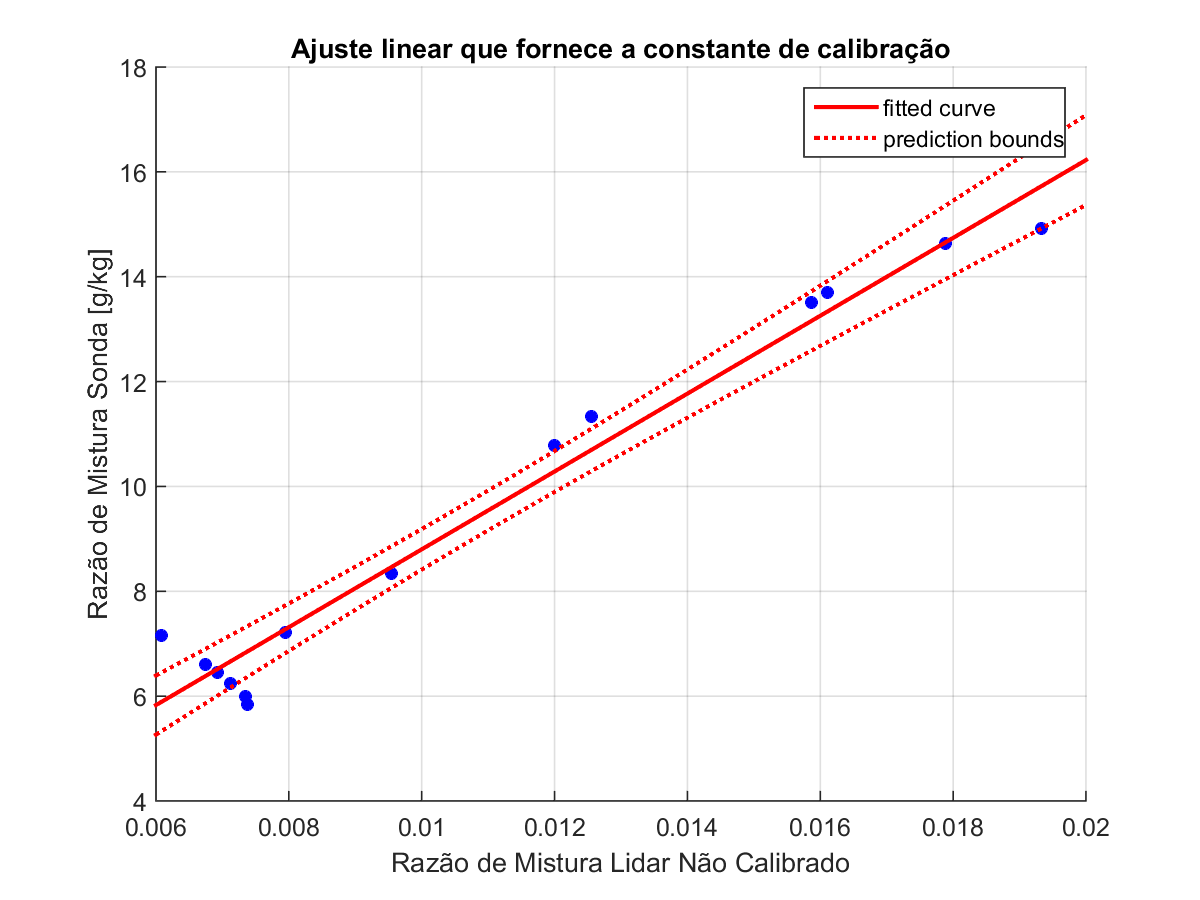 Ajuste linear que fornece a constante de calibração
fitted curve
prediction bounds
Razão de Mistura Sonda [g/kg]
18
16
14
12
10
8
6
4
0.006 0.008 0.01 0.012 0.014 0.016 0.018 0.02
Razão de Mistura Lidar Não Calibrado